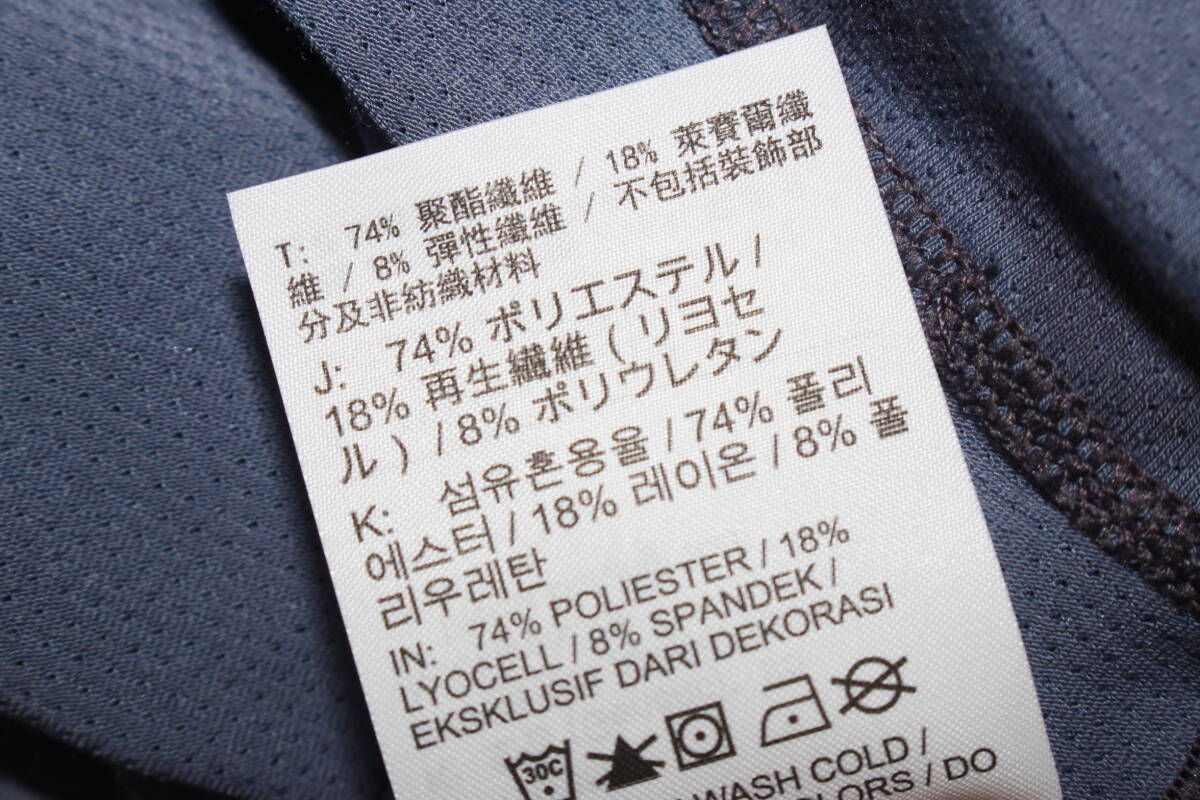 T: 74% 聚酯纖維 / 18% 萊賽爾纖
維 / 8% 彈性纖維 / 不包括裝飾部
分及非紡織材料
J: 74% ポリエステル /
18% 再生繊維 ( リヨセ
ル ) / 8% ポリウレタン
K: 섬유혼용율 / 74% 폴리
에스터 / 18% 레이온 / 8% 폴
리우레탄
IN: 74% POLIESTER / 18%
LYOCELL / 8% SPANDEK /
EKSKLUSIF DARI DEKORASI
30C
WASH COLD /
/ DO